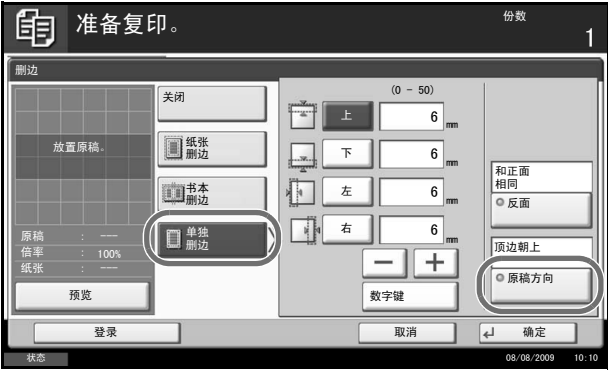 准备复印。
份数
1
删边
放置原稿。
原稿 : ---
倍率 : 100%
纸张 : ---
预览
关闭
纸张
删边
书本
删边
单独
删边
(0 - 50)
上 6 mm
下 6 mm
左 6 mm
右 6 mm
－ ＋
数字键
和正面
相同
反面
顶边朝上
原稿方向
登录
取消
确定
状态
08/08/2009 10:10